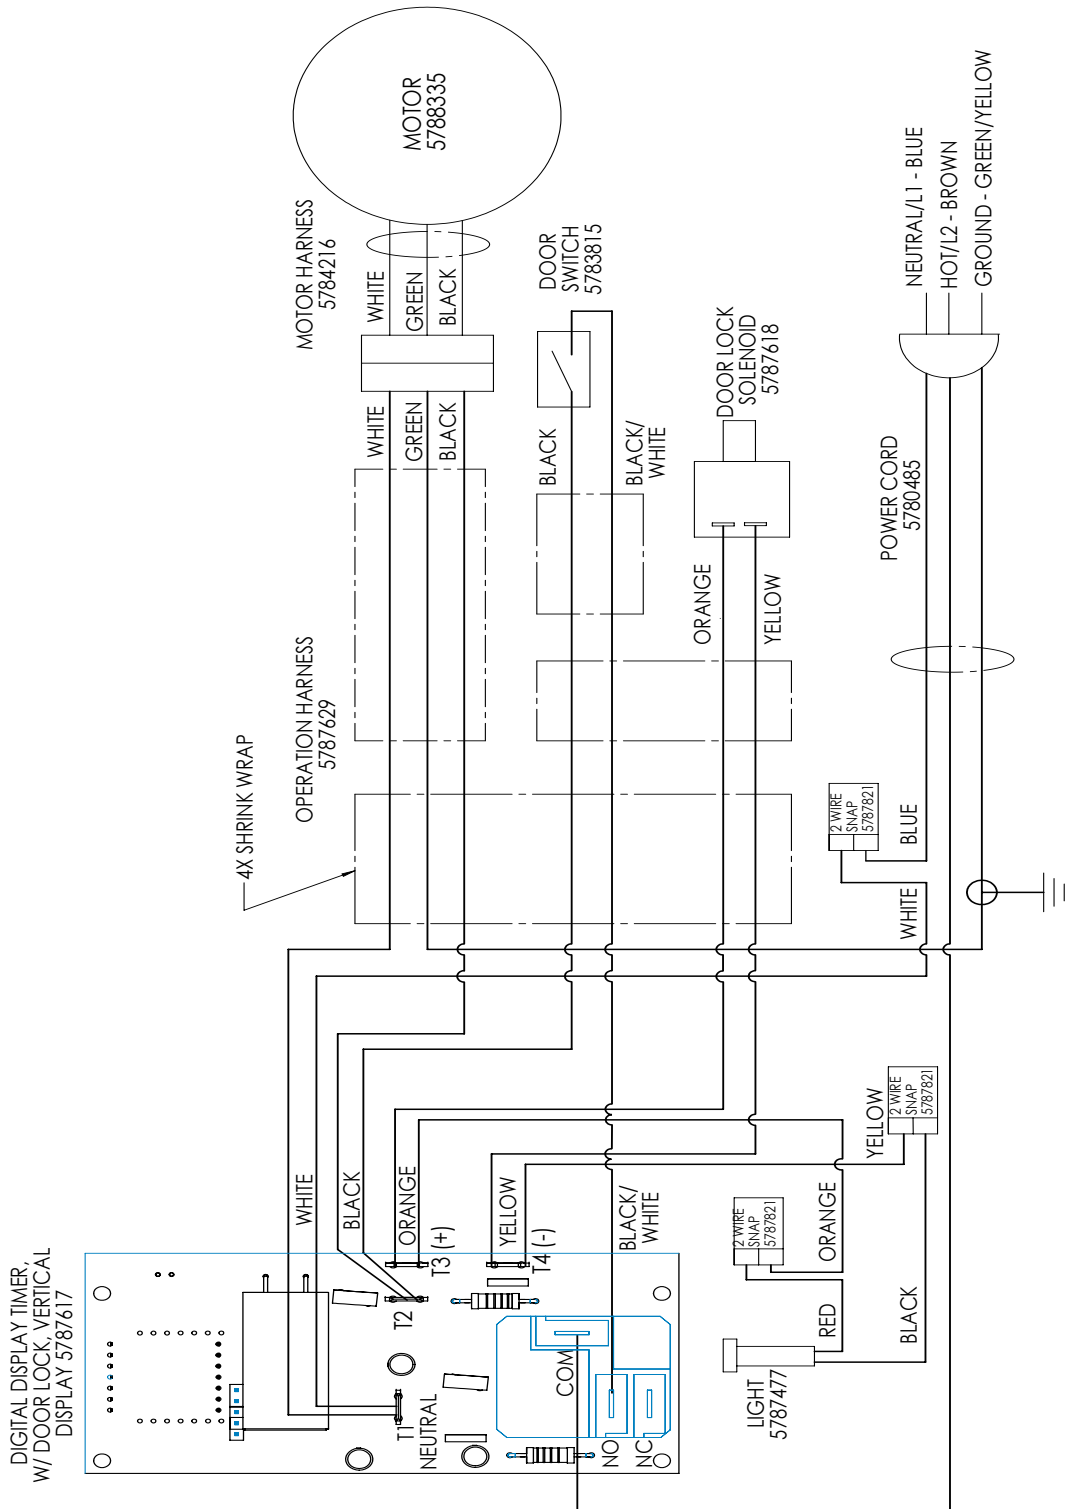 MOTOR
5788335
MOTOR HARNESS
5784216
WHITE
GREEN
BLACK
WHITE
GREEN
BLACK
DOOR
SWITCH
5783815
BLACK
BLACK/
WHITE
DOOR LOCK
SOLENOID
5787618
ORANGE
YELLOW
NEUTRAL/L1 - BLUE
HOT/L2 - BROWN
GROUND - GREEN/YELLOW
POWER CORD
5780485
OPERATION HARNESS
5787629
4X SHRINK WRAP
2 WIRE
SNAP
5787821
BLUE
WHITE
2 WIRE
SNAP
5787821
YELLOW
2 WIRE
SNAP
5787821
ORANGE
RED
BLACK
LIGHT
5787477
WHITE
BLACK
ORANGE
YELLOW
BLACK/
WHITE
T3 (+)
T4 (-)
T2
T1
NEUTRAL
COM
NO
NC
DIGITAL DISPLAY TIMER,
W/ DOOR LOCK, VERTICAL
DISPLAY 5787617